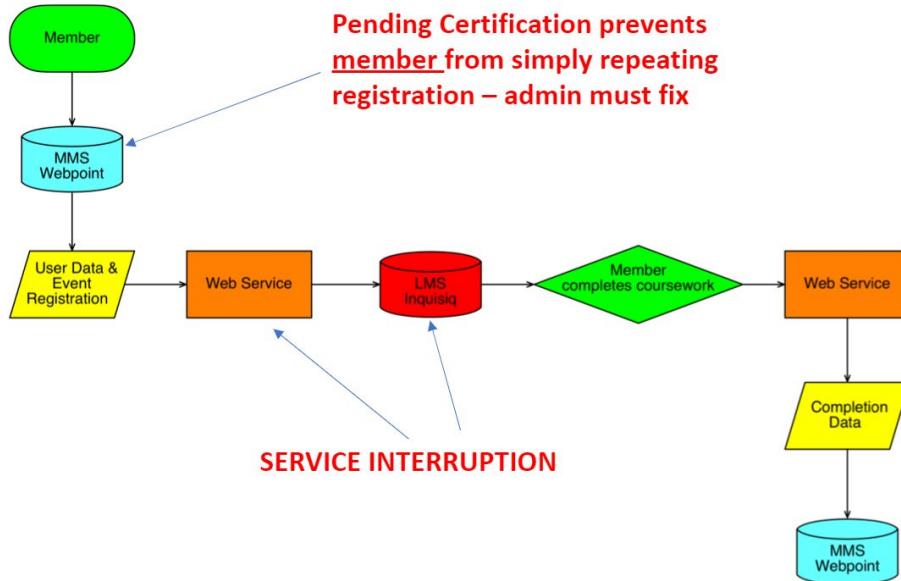 Member
Pending Certification prevents
member from simply repeating
registration – admin must fix
MMS
Webpoint
User Data &
Event
Registration
Web Service
LMS
Inquisiq
Member
completes coursework
Web Service
SERVICE INTERRUPTION
Completion
Data
MMS
Webpoint